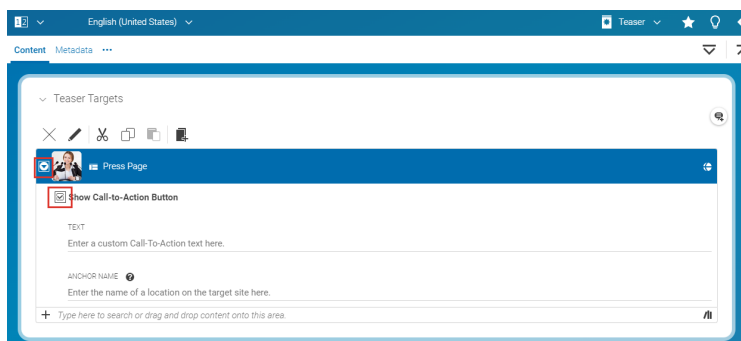 English (United States)
Teaser
Content Metadata
Teaser Targets
Press Page
Show Call-to-Action Button
TEXT
Enter a custom Call-To-Action text here.
ANCHOR NAME
Enter the name of a location on the target site here.
Type here to search or drag and drop content onto this area.